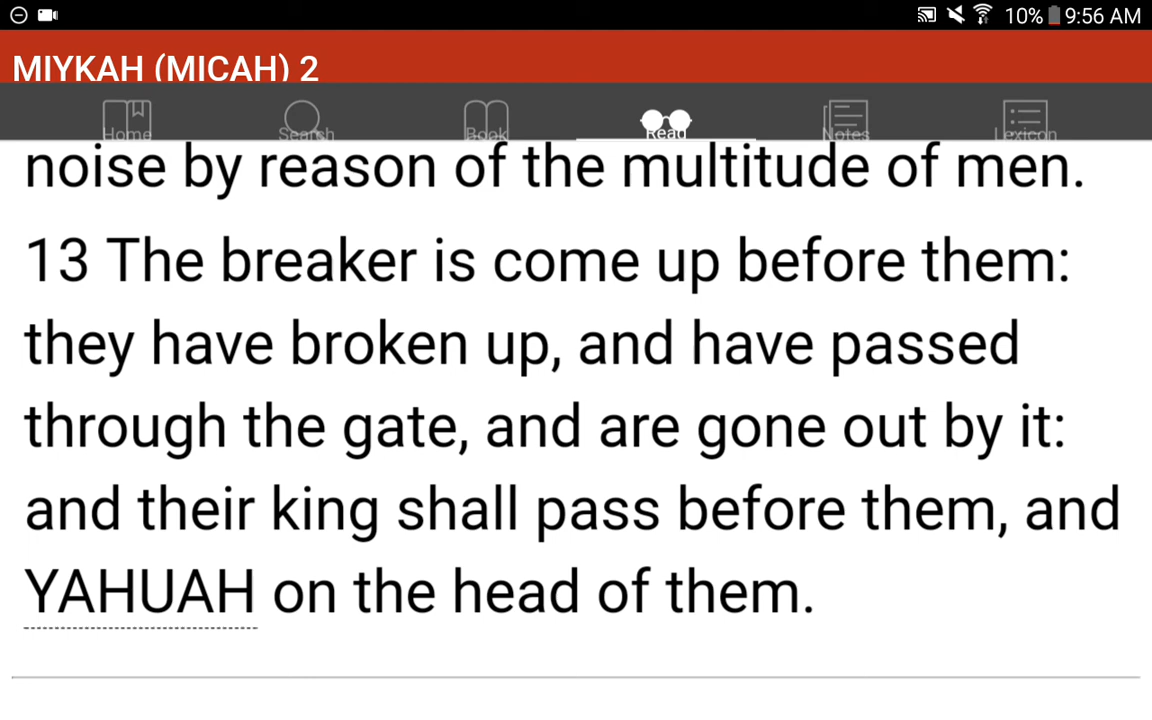 10% 9:56 AM
MIYKAH (MICAH) 2
Home Search Book Read Notes Lexicon
noise by reason of the multitude of men.
13 The breaker is come up before them:
they have broken up, and have passed
through the gate, and are gone out by it:
and their king shall pass before them, and
YAHUAH on the head of them.